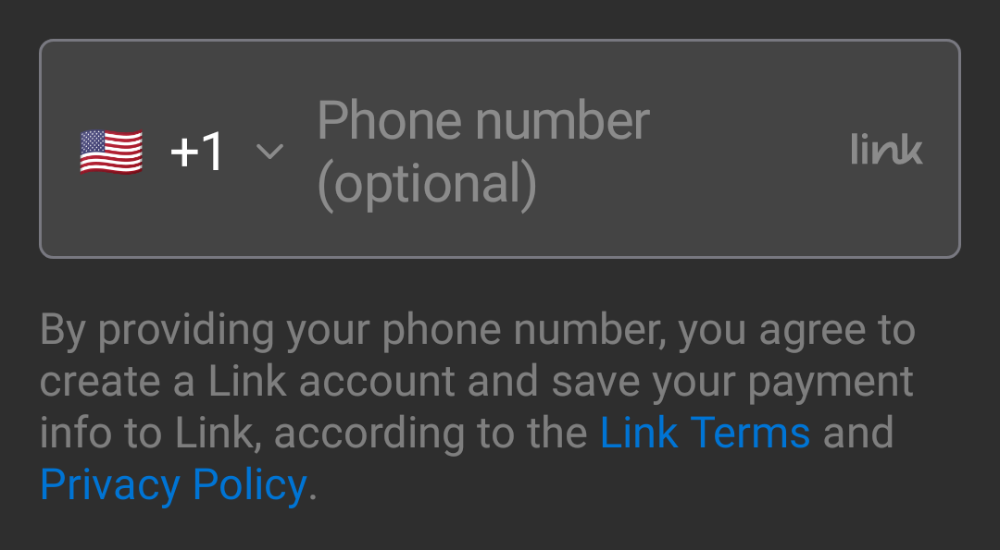 +1
Phone number
(optional)
link
By providing your phone number, you agree to
create a Link account and save your payment
info to Link, according to the Link Terms and
Privacy Policy.